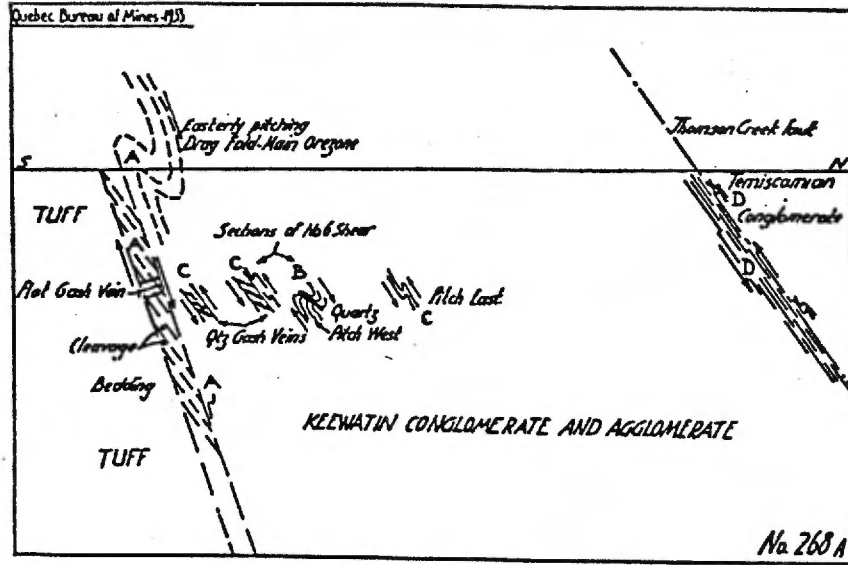 Quebec Bureau of Mines-1933
Easterly pitching
Drag Fold-Main Orezone
Thomson Creek Fault
S
A
N
Temiscamian
D
Conglomerate
TUFF
Sections of No6 Shear
C
C
B
D
Flat Gash Vein
Quartz
Pitch East
C
Qtz Gash Veins
Pitch West
Cleavage
Bedding
A
KEEWATIN CONGLOMERATE AND AGGLOMERATE
TUFF
No. 268 A